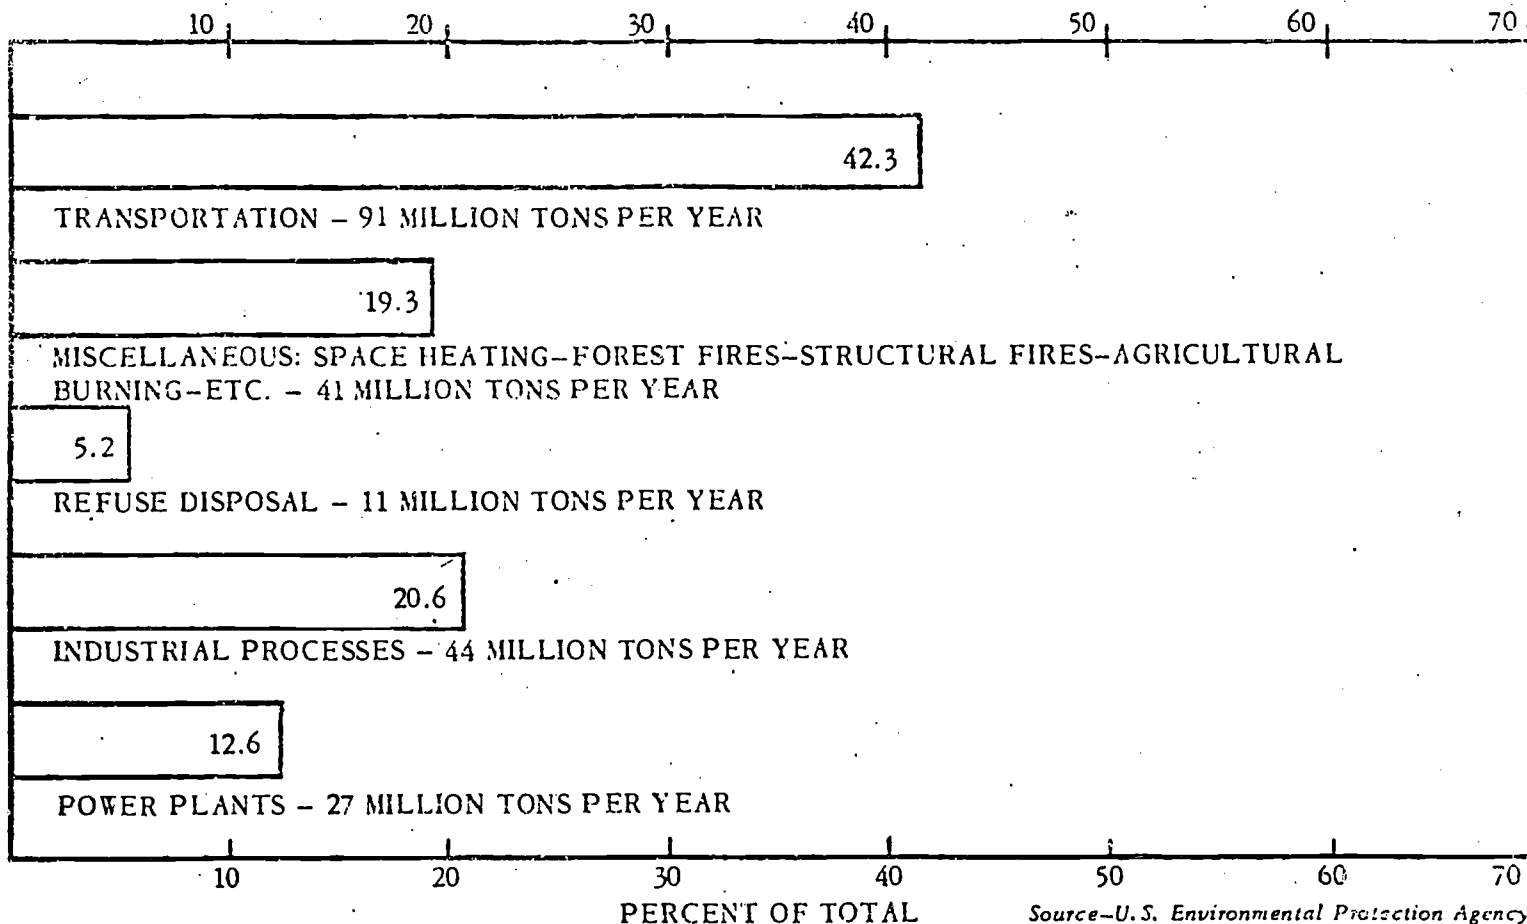 10 20 30 40 50 60 70
42.3
TRANSPORTATION – 91 MILLION TONS PER YEAR
19.3
MISCELLANEOUS: SPACE HEATING–FOREST FIRES–STRUCTURAL FIRES–AGRICULTURAL
BURNING–ETC. – 41 MILLION TONS PER YEAR
5.2
REFUSE DISPOSAL – 11 MILLION TONS PER YEAR
20.6
INDUSTRIAL PROCESSES – 44 MILLION TONS PER YEAR
12.6
POWER PLANTS – 27 MILLION TONS PER YEAR
10 20 30 40 50 60 70
PERCENT OF TOTAL
Source–U.S. Environmental Protection Agency